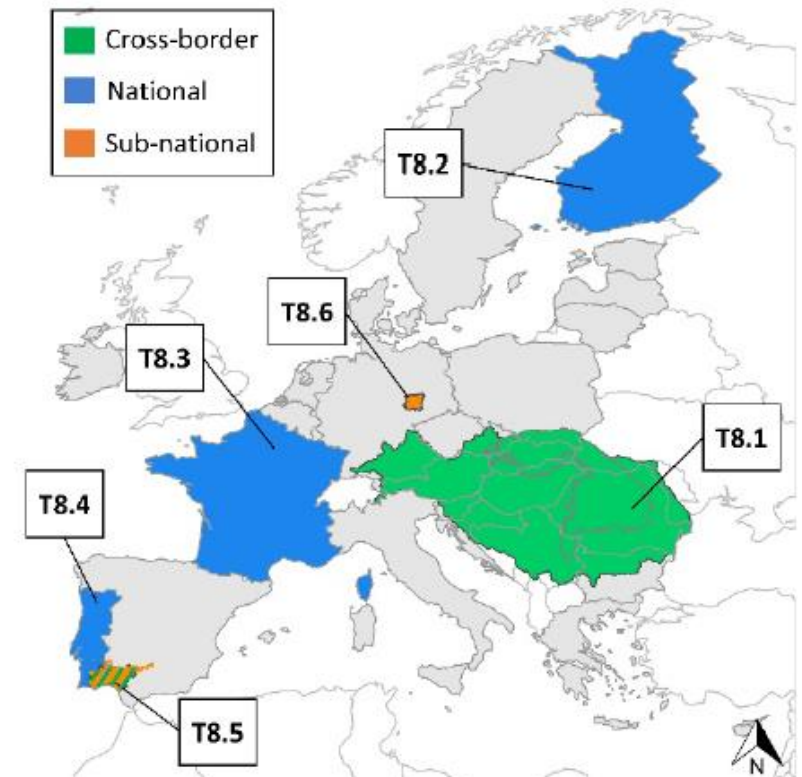 Cross-border
National
Sub-national
T8.2
T8.6
T8.3
T8.1
T8.4
T8.5
N